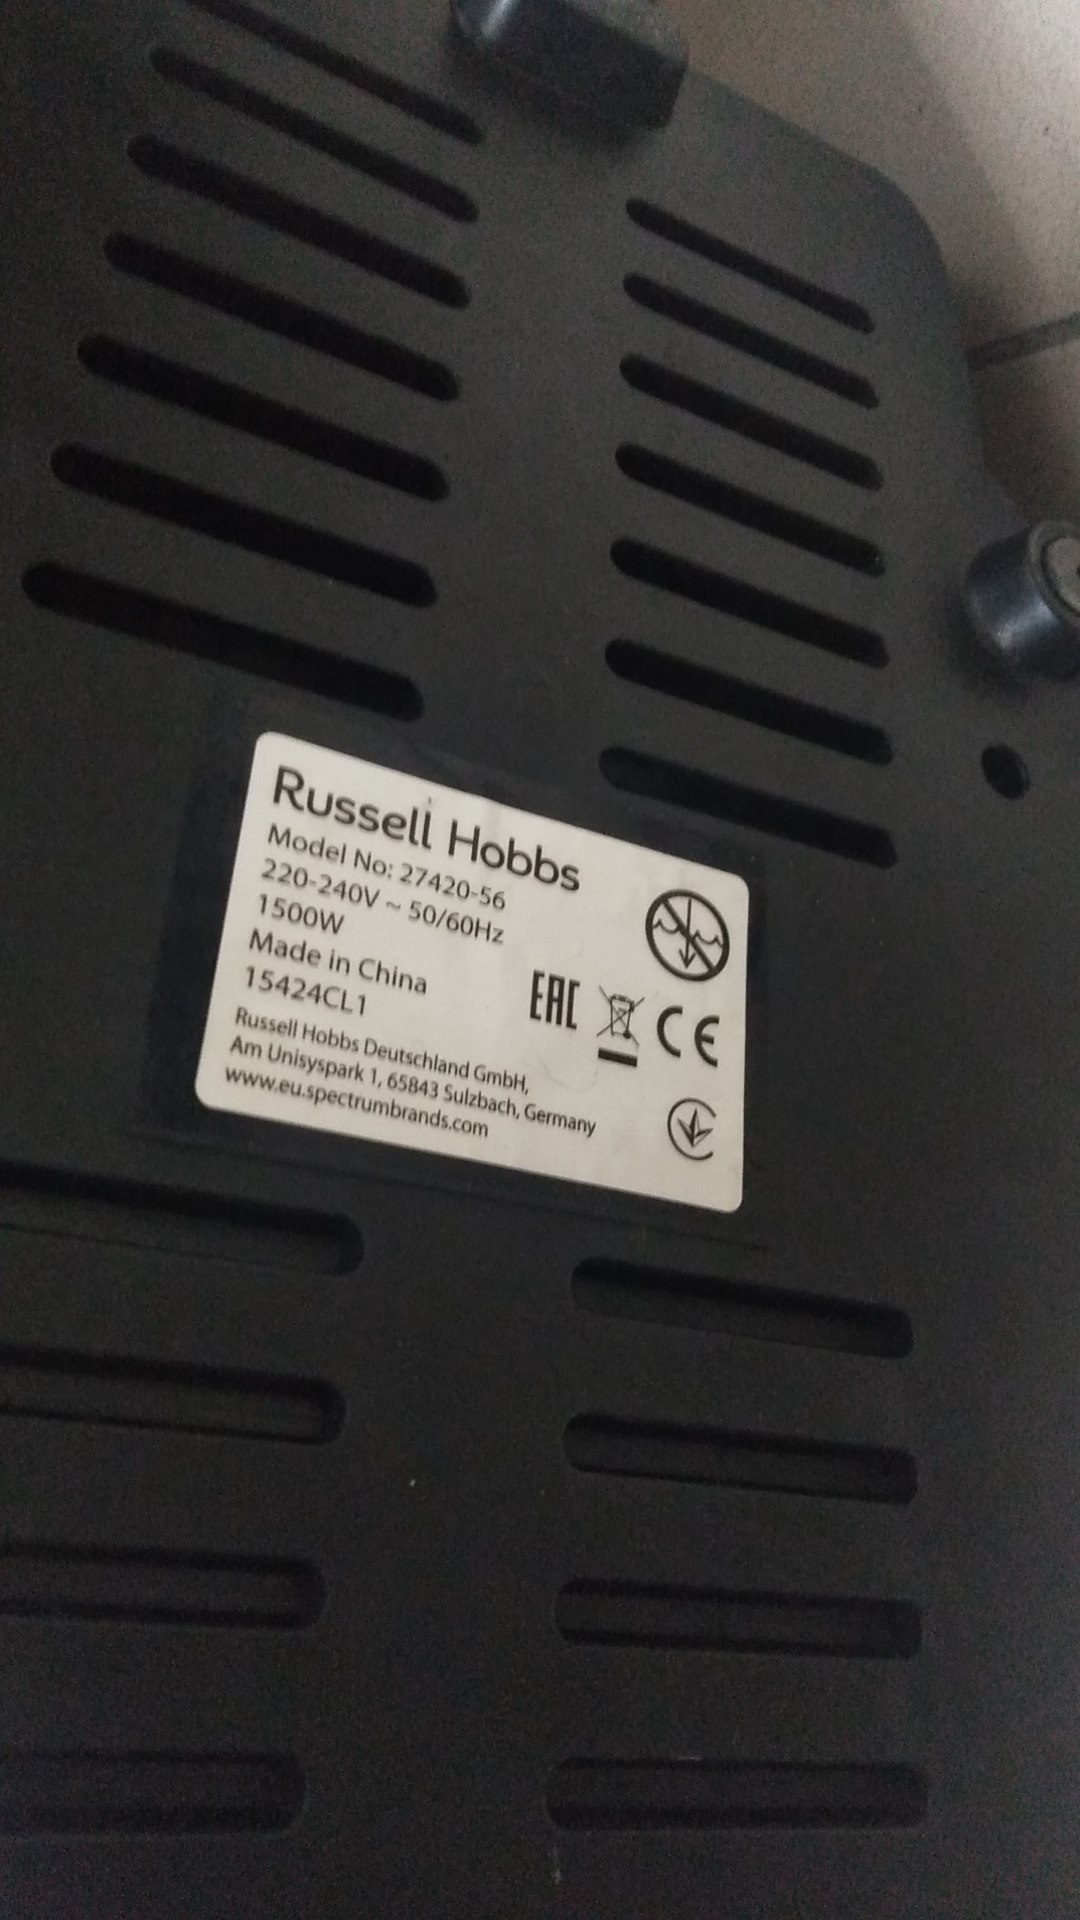 Russell Hobbs
Model No: 27420-56
220-240V ~ 50/60Hz
1500W
Made in China
15424CL1
EAC
CE
Russell Hobbs Deutschland GmbH,
Am Unisyspark 1, 65843 Sulzbach, Germany
www.eu.spectrumbrands.com